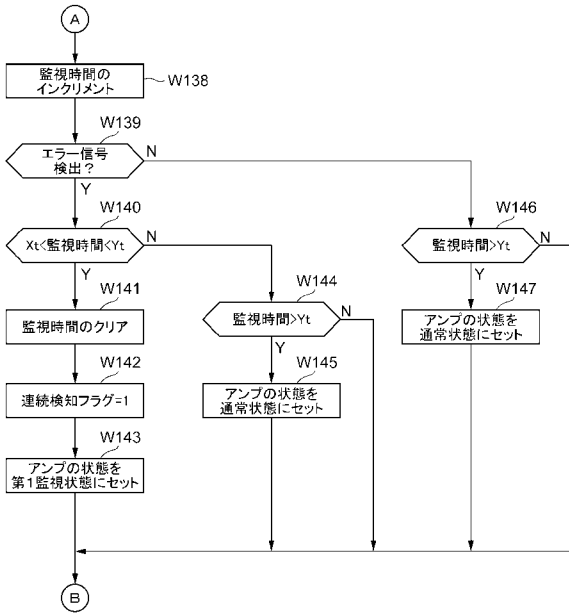 A
監視時間の
インクリメント
W138
W139
エラー信号
検出?
N
Y
W140
Xt<監視時間<Yt
N
Y
W146
監視時間>Yt
N
Y
W141
監視時間のクリア
W144
監視時間>Yt
N
Y
W147
アンプの状態を
通常状態にセット
W142
連続検知フラグ=1
W145
アンプの状態を
通常状態にセット
W143
アンプの状態を
第1監視状態にセット
B